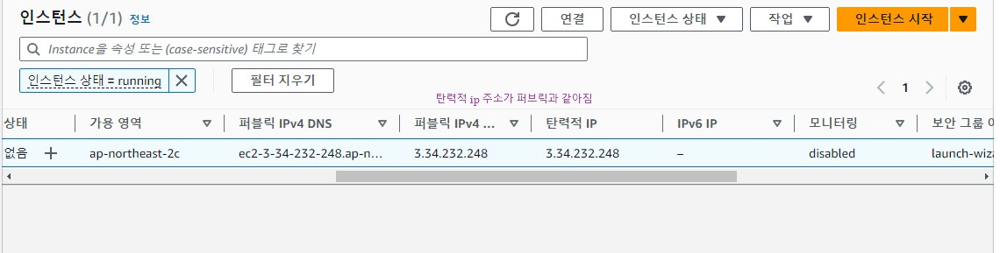 인스턴스 (1/1) 정보
연결
인스턴스 상태
작업
인스턴스 시작
Instance을 속성 또는 (case-sensitive) 태그로 찾기
인스턴스 상태 = running
필터 지우기
탄력적 ip 주소가 퍼브릭과 같아짐
1
상태 가용 영역 퍼블릭 IPv4 DNS 퍼블릭 IPv4 ... 탄력적 IP IPv6 IP 모니터링 보안 그룹 이
없음 ap-northeast-2c ec2-3-34-232-248.ap-n... 3.34.232.248 3.34.232.248 – disabled launch-wiza